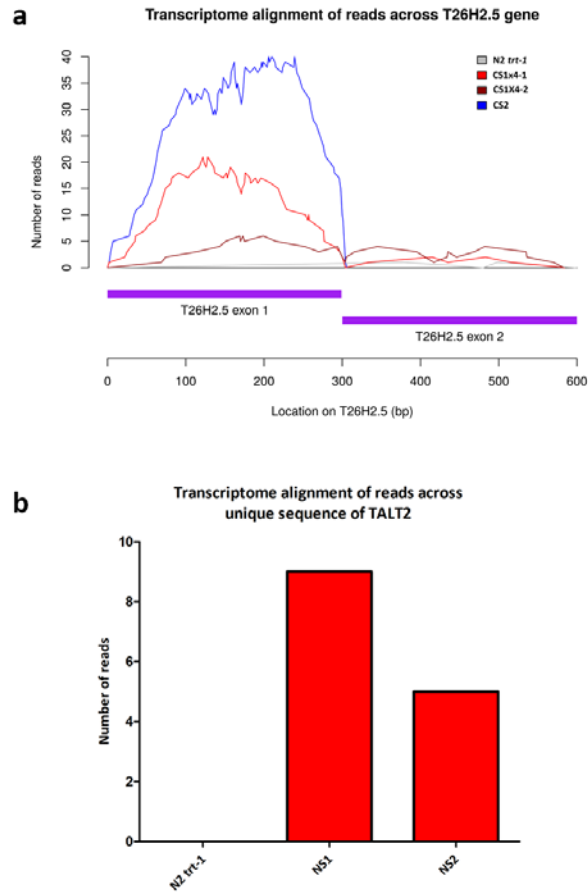 a
Transcriptome alignment of reads across T26H2.5 gene
N2 trt-1
CS1x4-1
CS1X4-2
CS2
40
35
30
25
20
15
10
5
0
Number of reads
T26H2.5 exon 1
T26H2.5 exon 2
0 100 200 300 400 500 600
Location on T26H2.5 (bp)
b
Transcriptome alignment of reads across
unique sequence of TALT2
10
8
6
4
2
0
Number of reads
N2 trt-1
NS1
NS2